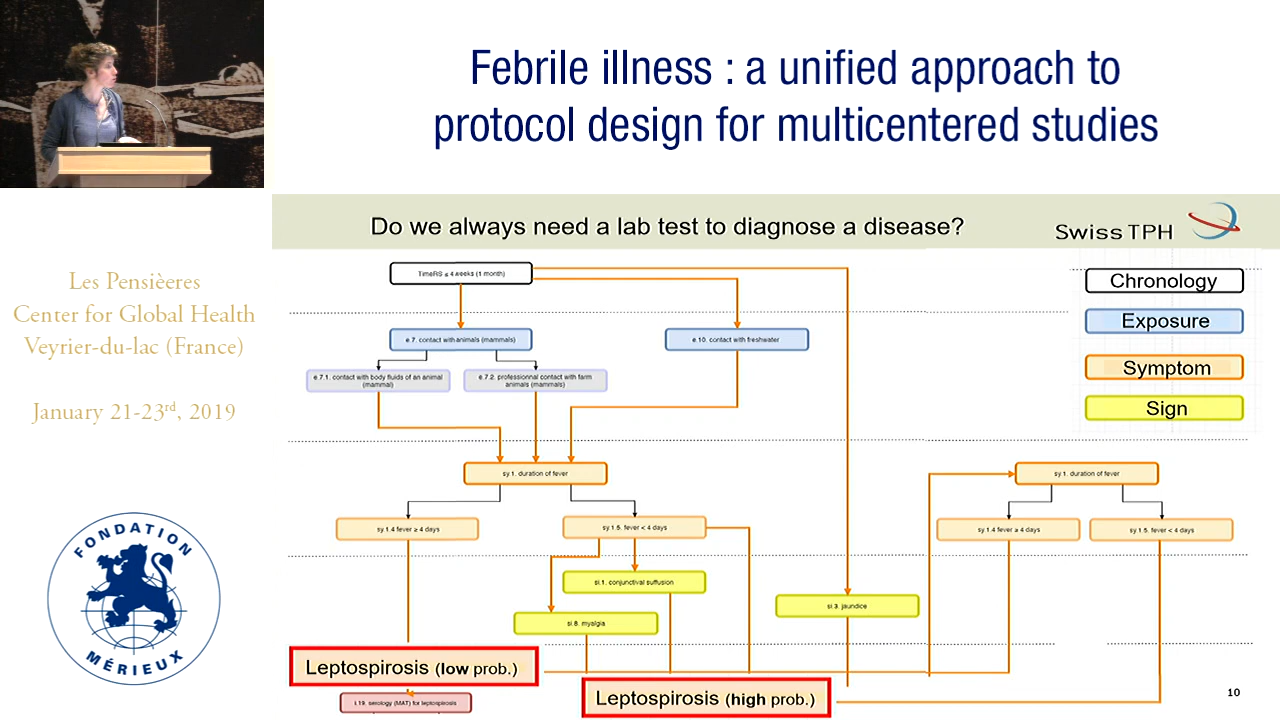 Febrile illness : a unified approach to
protocol design for multicentered studies
Les Pensièeres
Center for Global Health
Veyrier-du-lac (France)
January 21-23rd, 2019
FONDATION
MÉRIEUX
Do we always need a lab test to diagnose a disease?
Swiss TPH
Chronology
Exposure
Symptom
Sign
TimeRS ≤ 4 weeks (1 month)
e.7. contact with animals (mammals)
e.10. contact with freshwater
e.7.1. contact with body fluids of an animal
(mammal)
e.7.2. professionnal contact with farm
animals (mammals)
sy.1. duration of fever
sy.1. duration of fever
sy.1.4 fever ≥ 4 days
sy.1.5. fever < 4 days
sy.1.4 fever ≥ 4 days
sy.1.5. fever < 4 days
si.1. conjunctival suffusion
si.3. jaundice
si.8. myalgia
Leptospirosis (low prob.)
Leptospirosis (high prob.)
i.19. serology (MAT) for leptospirosis
10